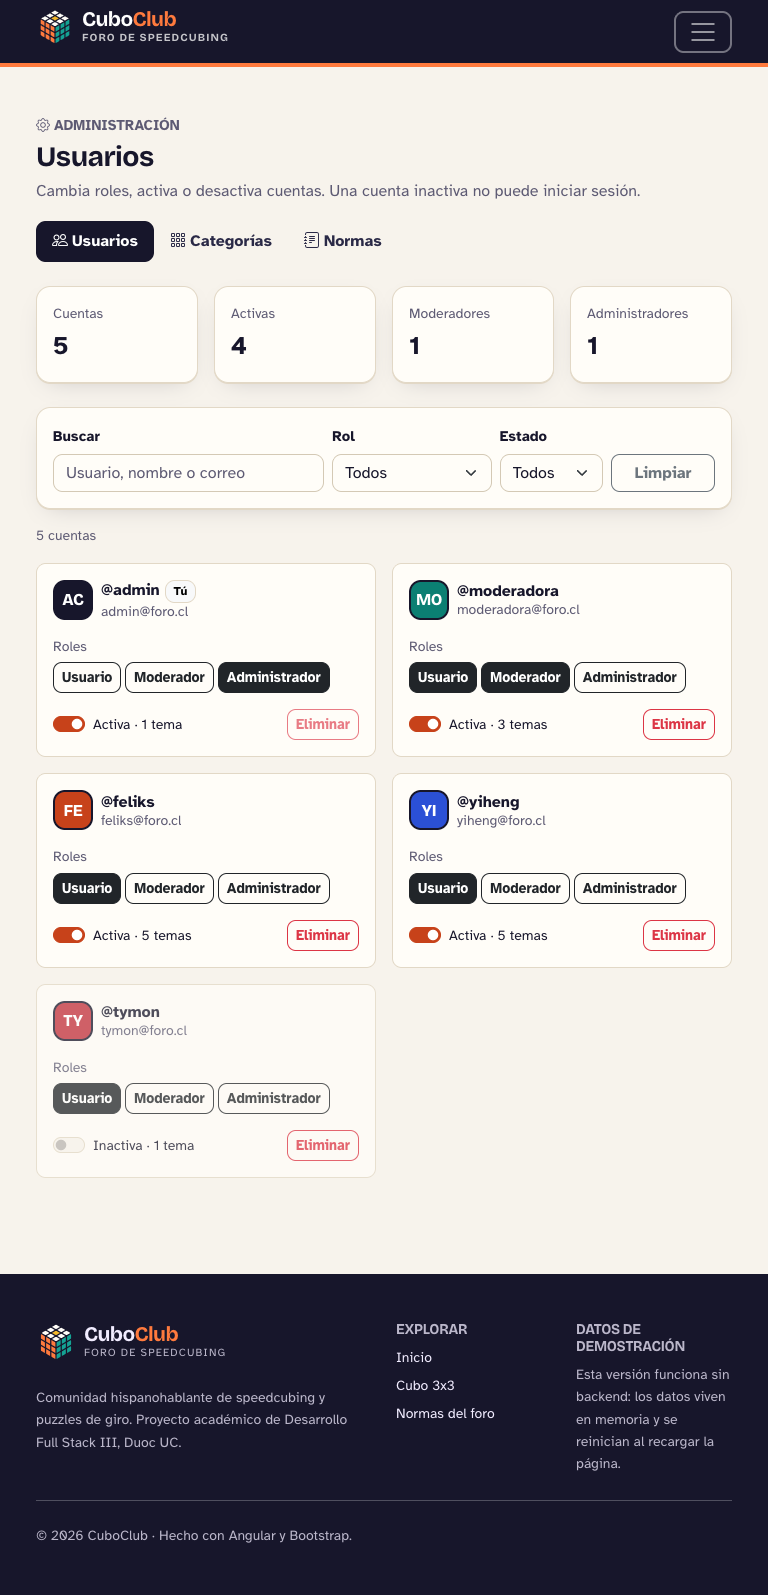 CuboClub
FORO DE SPEEDCUBING
ADMINISTRACIÓN
Usuarios
Cambia roles, activa o desactiva cuentas. Una cuenta inactiva no puede iniciar sesión.
Usuarios Categorías Normas
Cuentas
5
Activas
4
Moderadores
1
Administradores
1
Buscar
Usuario, nombre o correo
Rol
Todos
Estado
Todos
Limpiar
5 cuentas
AC
@admin Tú
admin@foro.cl
Roles
Usuario Moderador Administrador
Activa · 1 tema Eliminar
MO
@moderadora
moderadora@foro.cl
Roles
Usuario Moderador Administrador
Activa · 3 temas Eliminar
FE
@feliks
feliks@foro.cl
Roles
Usuario Moderador Administrador
Activa · 5 temas Eliminar
YI
@yiheng
yiheng@foro.cl
Roles
Usuario Moderador Administrador
Activa · 5 temas Eliminar
TY
@tymon
tymon@foro.cl
Roles
Usuario Moderador Administrador
Inactiva · 1 tema Eliminar
CuboClub
FORO DE SPEEDCUBING
Comunidad hispanohablante de speedcubing y
puzzles de giro. Proyecto académico de Desarrollo
Full Stack III, Duoc UC.
EXPLORAR
Inicio
Cubo 3x3
Normas del foro
DATOS DE
DEMOSTRACIÓN
Esta versión funciona sin
backend: los datos viven
en memoria y se
reinician al recargar la
página.
© 2026 CuboClub · Hecho con Angular y Bootstrap.